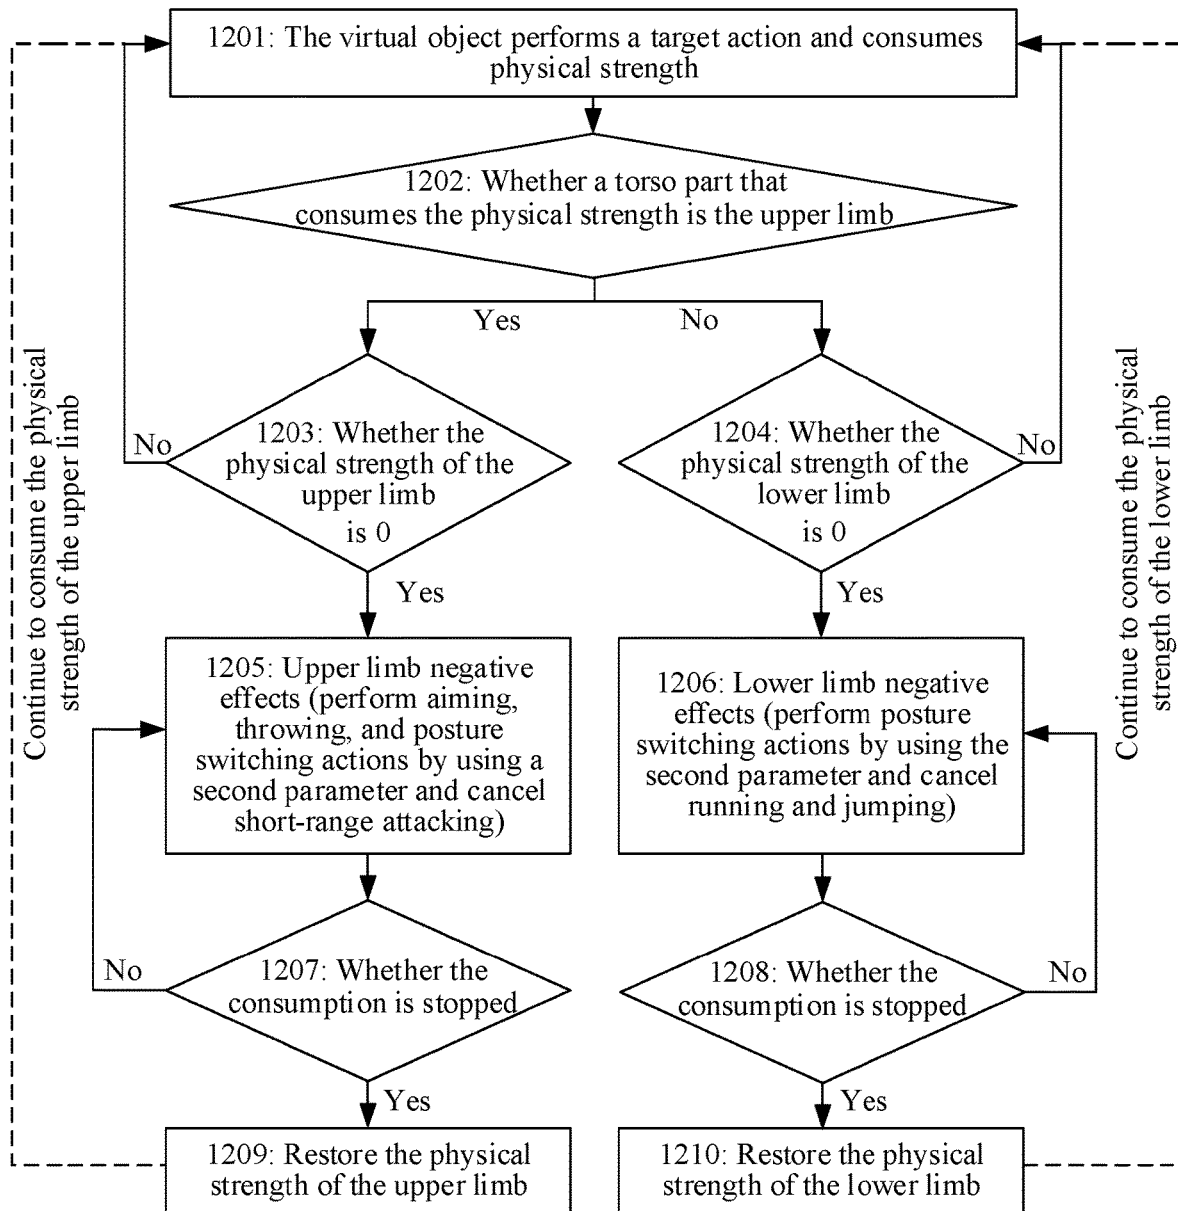 1201: The virtual object performs a target action and consumes
physical strength
1202: Whether a torso part that
consumes the physical strength is the upper limb
Yes
No
Continue to consume the physical
strength of the upper limb
No
1203: Whether the
physical strength of the
upper limb
is 0
1204: Whether the
physical strength of the
lower limb
is 0
No
Continue to consume the physical
strength of the lower limb
Yes
Yes
1205: Upper limb negative
effects (perform aiming,
throwing, and posture
switching actions by using a
second parameter and cancel
short-range attacking)
1206: Lower limb negative
effects (perform posture
switching actions by using the
second parameter and cancel
running and jumping)
No
1207: Whether the
consumption is stopped
1208: Whether the
consumption is stopped
No
Yes
Yes
1209: Restore the physical
strength of the upper limb
1210: Restore the physical
strength of the lower limb